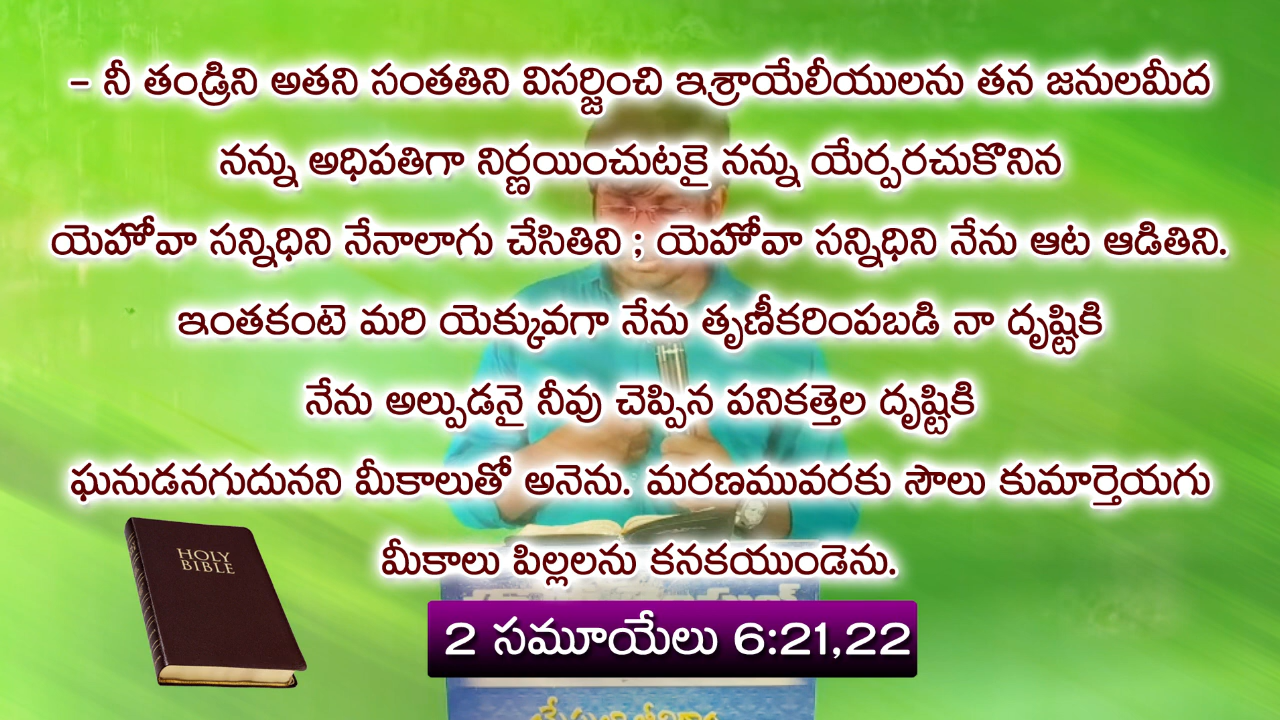 - నీ తండ్రిని అతని సంతతిని విసర్జించి ఇశ్రాయేలీయులను తన జనులమీద
నన్ను అధిపతిగా నిర్ణయించుటకై నన్ను యేర్పరచుకొనిన
యెహోవా సన్నిధిని నేనాలాగు చేసితిని ; యెహోవా సన్నిధిని నేను ఆట ఆడితిని.
ఇంతకంటె మరి యెక్కువగా నేను తృణీకరింపబడి నా దృష్టికి
నేను అల్పుడనై నీవు చెప్పిన పనికత్తెల దృష్టికి
ఘనుడనగుదునని మీకాలుతో అనెను. మరణమువరకు సౌలు కుమార్తెయగు
మీకాలు పిల్లలను కనకయుండెను.
HOLY
BIBLE
2 సమూయేలు 6:21,22